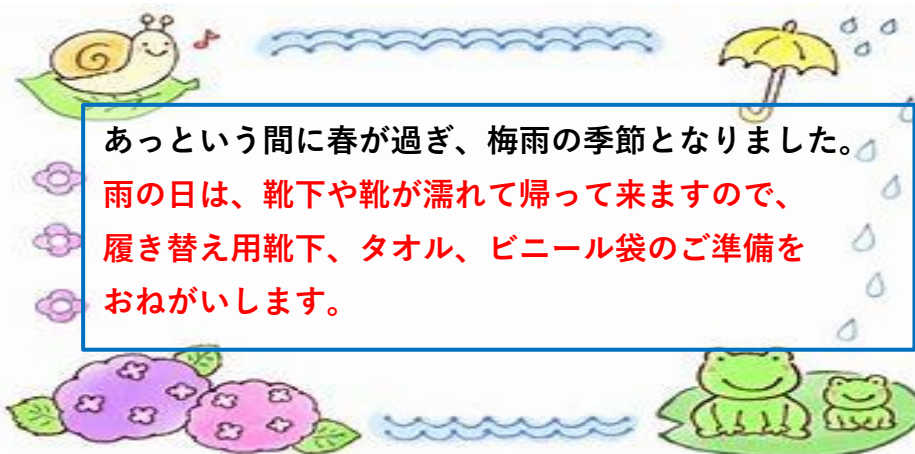 あっという間に春が過ぎ、梅雨の季節となりました。
雨の日は、靴下や靴が濡れて帰って来ますので、
履き替え用靴下、タオル、ビニール袋のご準備を
おねがいします。